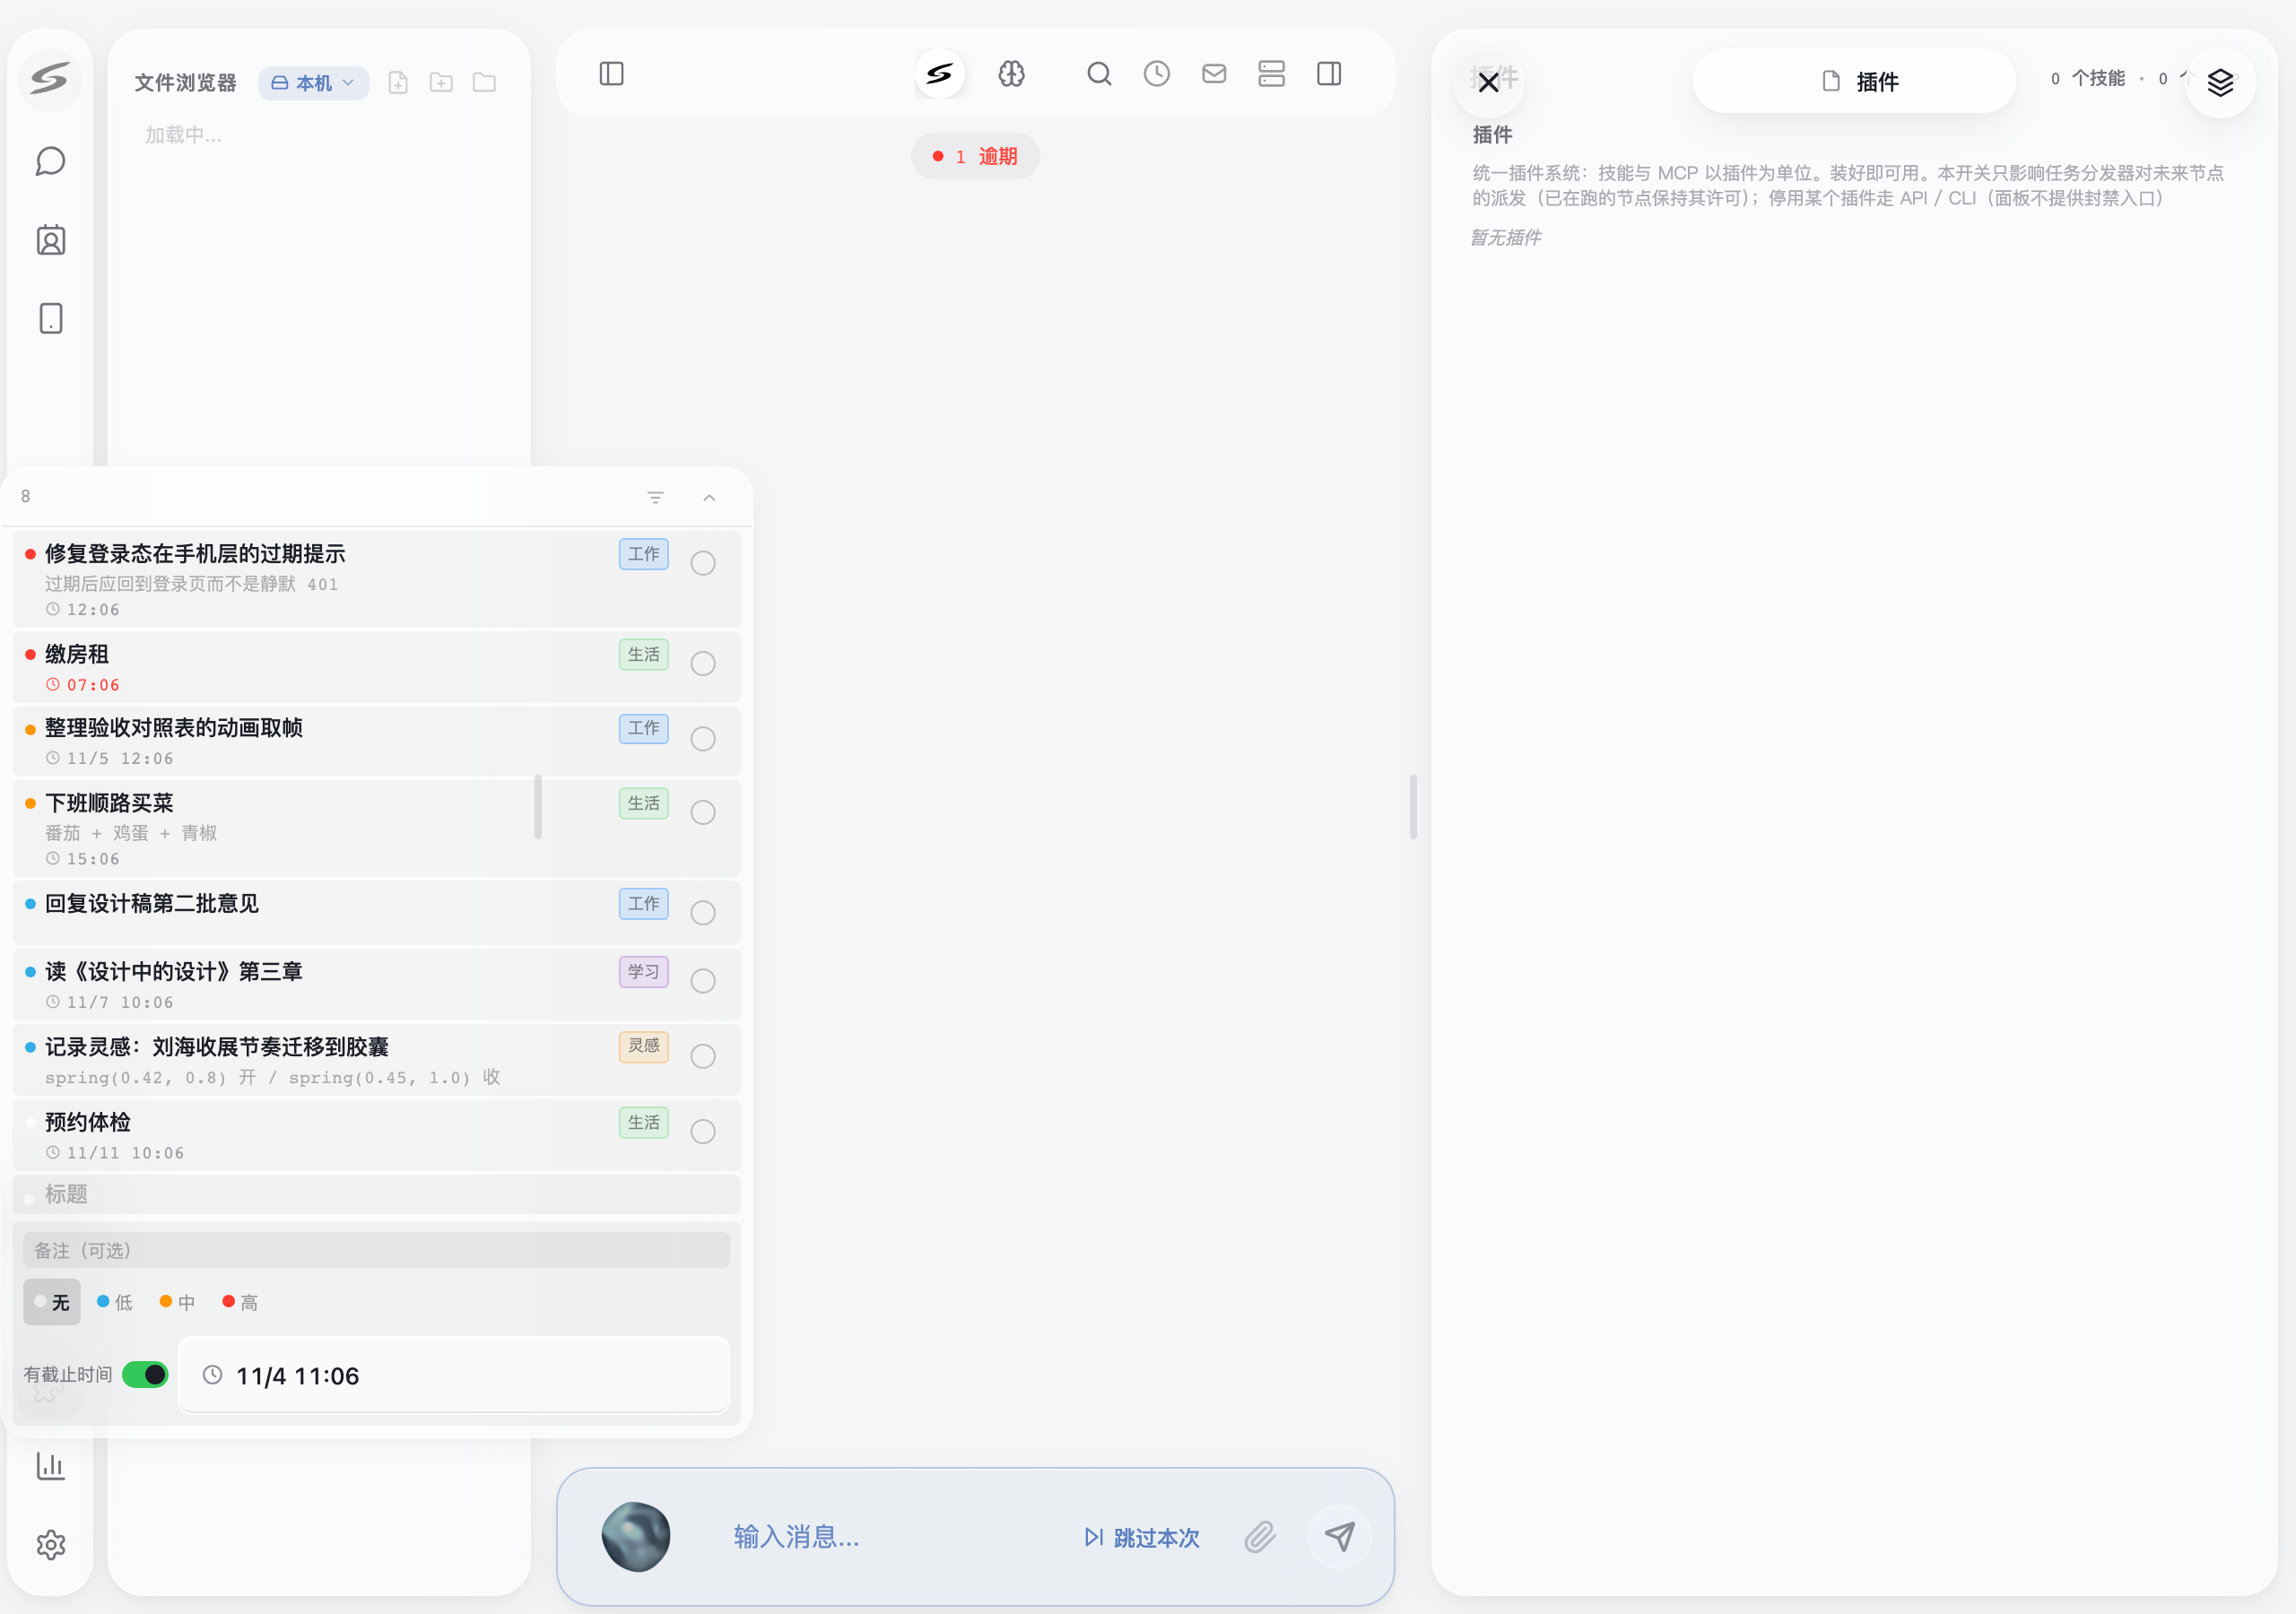 文件浏览器
本机
加载中...
1 逾期
插件
插件
0 个技能 · 0 个
插件
统一插件系统：技能与 MCP 以插件为单位。装好即可用。本开关只影响任务分发器对未来节点
的派发（已在跑的节点保持其许可）；停用某个插件走 API / CLI（面板不提供封禁入口）
暂无插件
8
修复登录态在手机层的过期提示
工作
过期后应回到登录页而不是静默 401
12:06
缴房租
生活
07:06
整理验收对照表的动画取帧
工作
11/5 12:06
下班顺路买菜
生活
番茄 + 鸡蛋 + 青椒
15:06
回复设计稿第二批意见
工作
读《设计中的设计》第三章
学习
11/7 10:06
记录灵感：刘海收展节奏迁移到胶囊
灵感
spring(0.42, 0.8) 开 / spring(0.45, 1.0) 收
预约体检
生活
11/11 10:06
标题
备注（可选）
无 低 中 高
有截止时间
11/4 11:06
输入消息...
跳过本次